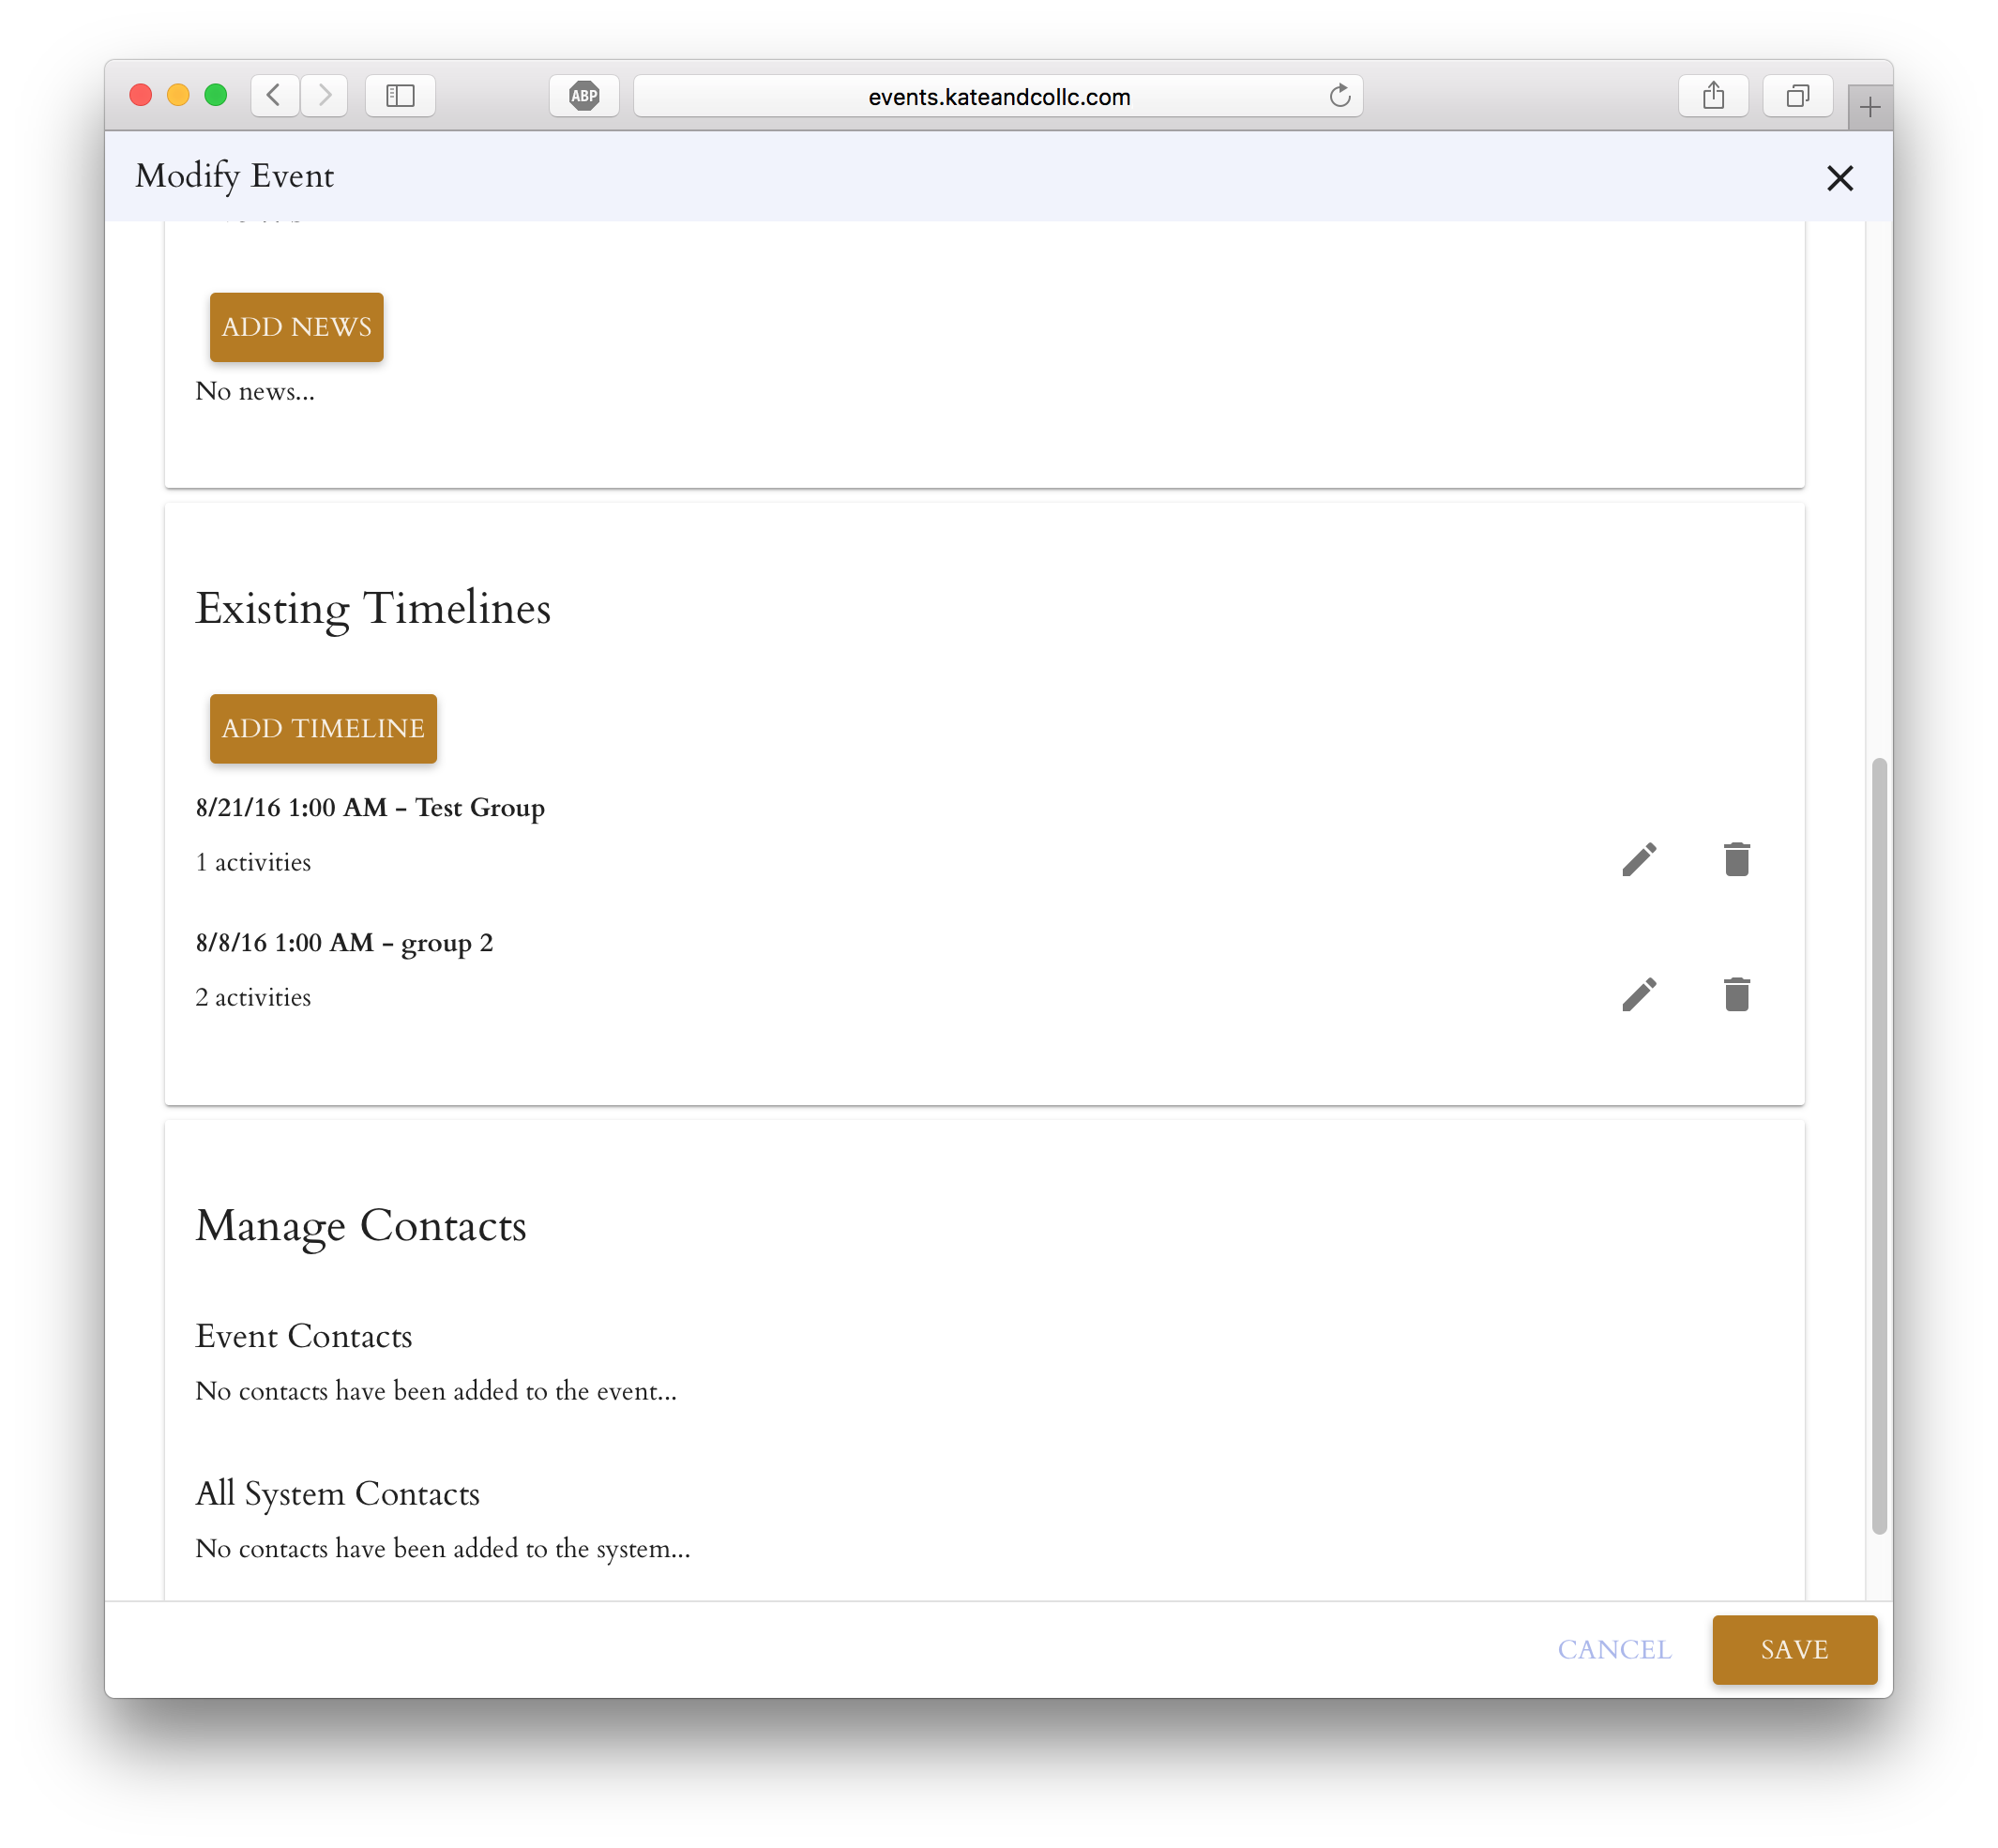 ABP
events.kateandcollc.com
Modify Event
ADD NEWS
No news...
Existing Timelines
ADD TIMELINE
8/21/16 1:00 AM - Test Group
1 activities
8/8/16 1:00 AM - group 2
2 activities
Manage Contacts
Event Contacts
No contacts have been added to the event...
All System Contacts
No contacts have been added to the system...
CANCEL
SAVE